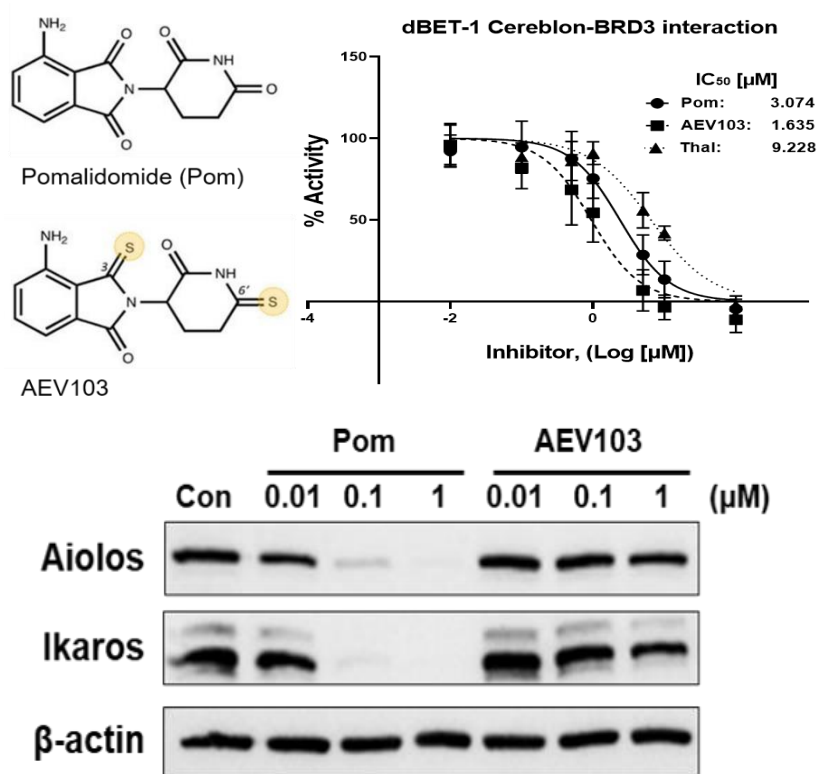 NH₂
O
O
NH
N
O
O
Pomalidomide (Pom)
NH₂
S
3
O
NH
6'
S
N
O
AEV103
dBET-1 Cereblon-BRD3 interaction
% Activity
150
100
50
-4
-2
0
Inhibitor, (Log [μM])
IC₅₀ [μM]
Pom: 3.074
AEV103: 1.635
Thal: 9.228
Pom AEV103
Con 0.01 0.1 1 0.01 0.1 1 (μM)
Aiolos
Ikaros
β-actin